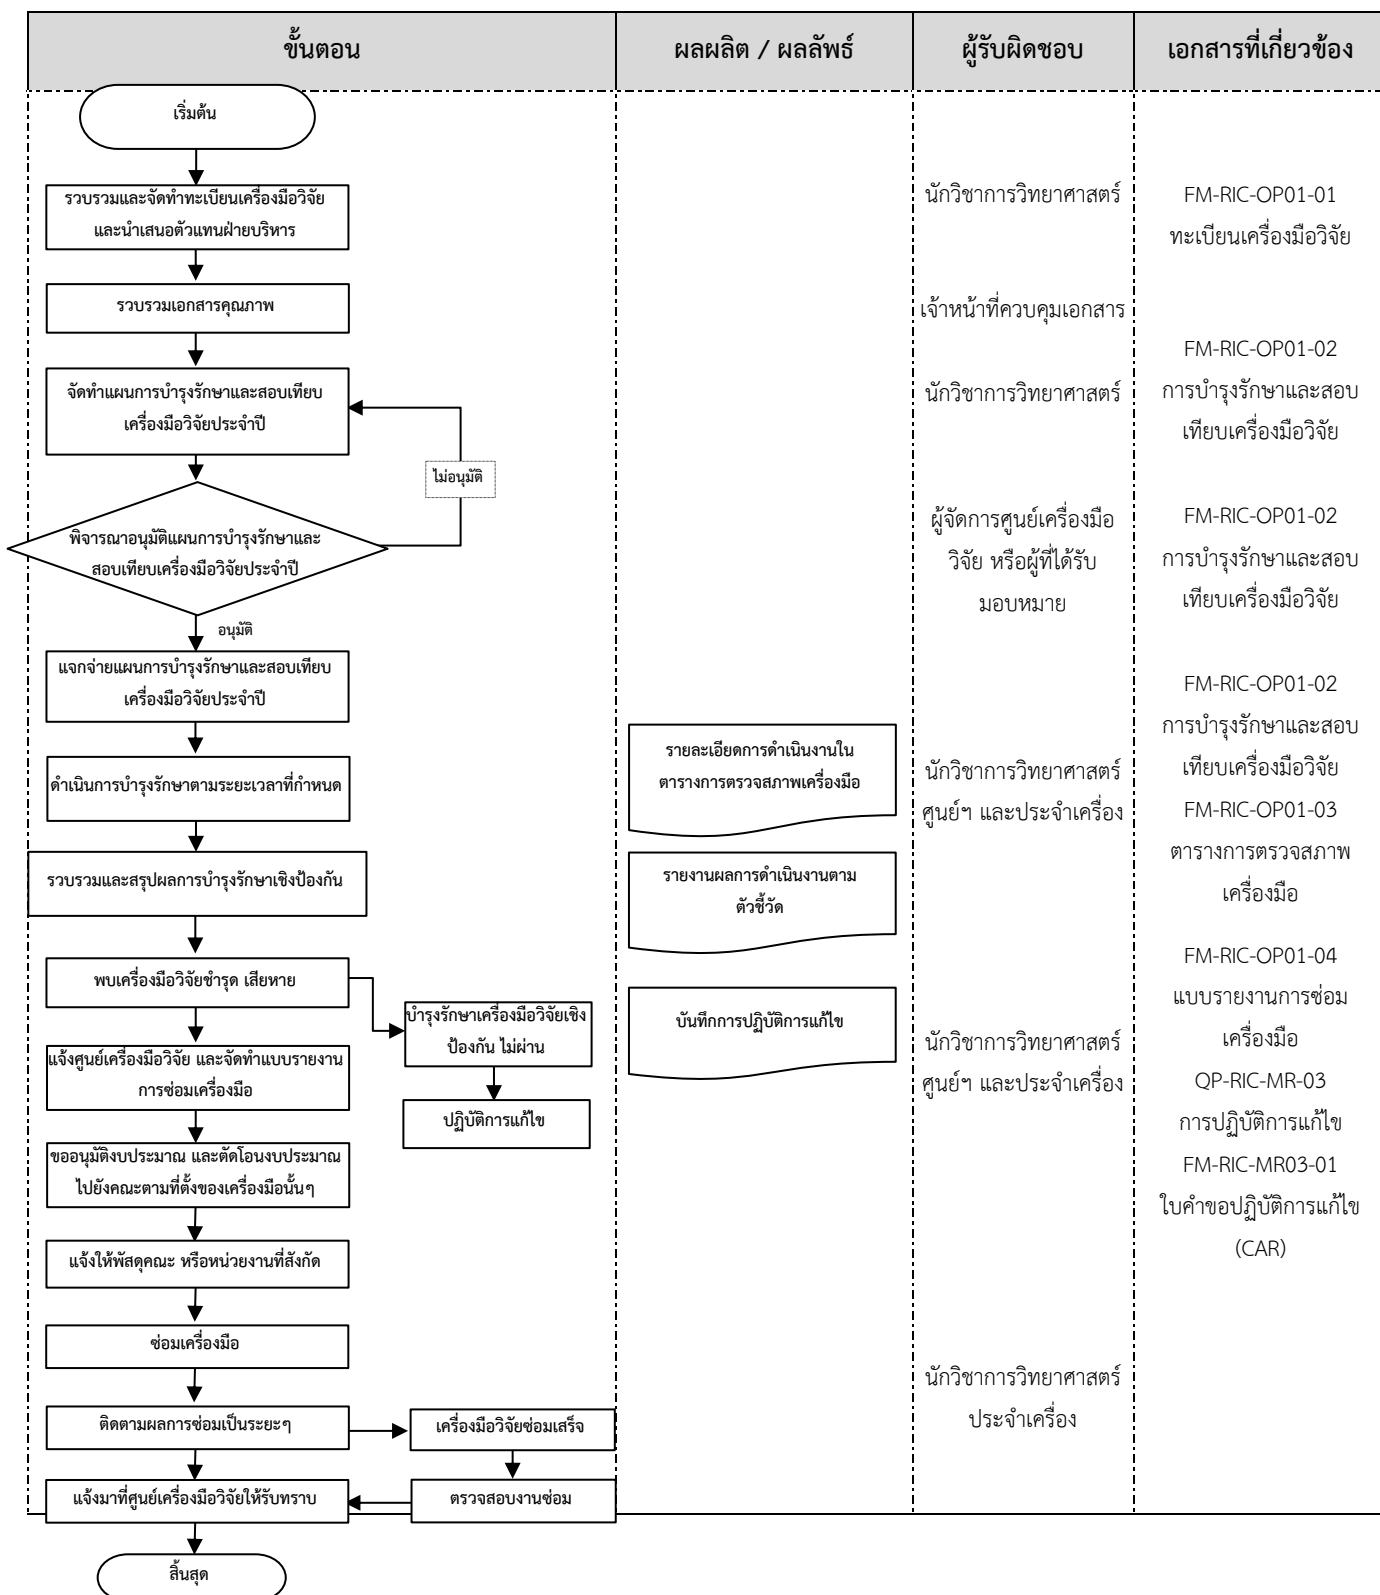 ขั้นตอน
ผลผลิต / ผลลัพธ์
ผู้รับผิดชอบ
เอกสารที่เกี่ยวข้อง
เริ่มต้น
รวบรวมและจัดทำทะเบียนเครื่องมือวิจัย
และนำเสนอตัวแทนฝ่ายบริหาร
นักวิชาการวิทยาศาสตร์
FM-RIC-OP01-01
ทะเบียนเครื่องมือวิจัย
รวบรวมเอกสารคุณภาพ
เจ้าหน้าที่ควบคุมเอกสาร
จัดทำแผนการบำรุงรักษาและสอบเทียบ
เครื่องมือวิจัยประจำปี
นักวิชาการวิทยาศาสตร์
FM-RIC-OP01-02
การบำรุงรักษาและสอบ
เทียบเครื่องมือวิจัย
ไม่อนุมัติ
พิจารณาอนุมัติแผนการบำรุงรักษาและ
สอบเทียบเครื่องมือวิจัยประจำปี
ผู้จัดการศูนย์เครื่องมือ
วิจัย หรือผู้ที่ได้รับ
มอบหมาย
FM-RIC-OP01-02
การบำรุงรักษาและสอบ
เทียบเครื่องมือวิจัย
อนุมัติ
แจกจ่ายแผนการบำรุงรักษาและสอบเทียบ
เครื่องมือวิจัยประจำปี
ดำเนินการบำรุงรักษาตามระยะเวลาที่กำหนด
รายละเอียดการดำเนินงานใน
ตารางการตรวจสภาพเครื่องมือ
นักวิชาการวิทยาศาสตร์
ศูนย์ฯ และประจำเครื่อง
FM-RIC-OP01-02
การบำรุงรักษาและสอบ
เทียบเครื่องมือวิจัย
FM-RIC-OP01-03
ตารางการตรวจสภาพ
เครื่องมือ
รวบรวมและสรุปผลการบำรุงรักษาเชิงป้องกัน
รายงานผลการดำเนินงานตาม
ตัวชี้วัด
พบเครื่องมือวิจัยชำรุด เสียหาย
บำรุงรักษาเครื่องมือวิจัยเชิง
ป้องกัน ไม่ผ่าน
ปฏิบัติการแก้ไข
บันทึกการปฏิบัติการแก้ไข
นักวิชาการวิทยาศาสตร์
ศูนย์ฯ และประจำเครื่อง
FM-RIC-OP01-04
แบบรายงานการซ่อม
เครื่องมือ
QP-RIC-MR-03
การปฏิบัติการแก้ไข
FM-RIC-MR03-01
ใบคำขอปฏิบัติการแก้ไข
(CAR)
แจ้งศูนย์เครื่องมือวิจัย และจัดทำแบบรายงาน
การซ่อมเครื่องมือ
ขออนุมัติงบประมาณ และตัดโอนงบประมาณ
ไปยังคณะตามที่ตั้งของเครื่องมือนั้นๆ
แจ้งให้พัสดุคณะ หรือหน่วยงานที่สังกัด
ซ่อมเครื่องมือ
ติดตามผลการซ่อมเป็นระยะๆ
เครื่องมือวิจัยซ่อมเสร็จ
นักวิชาการวิทยาศาสตร์
ประจำเครื่อง
แจ้งมาที่ศูนย์เครื่องมือวิจัยให้รับทราบ
ตรวจสอบงานซ่อม
สิ้นสุด